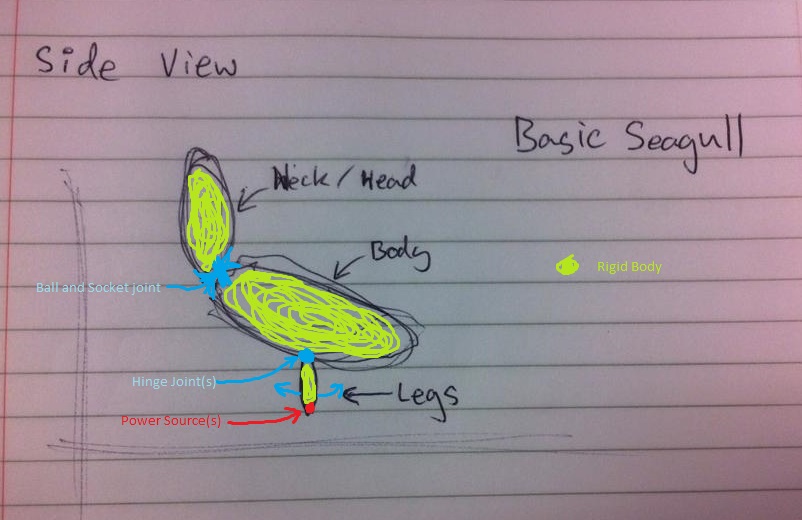 Side View
Basic Seagull
Neck/Head
Body
Rigid Body
Ball and Socket joint
Hinge Joint(s)
Legs
Power Source(s)